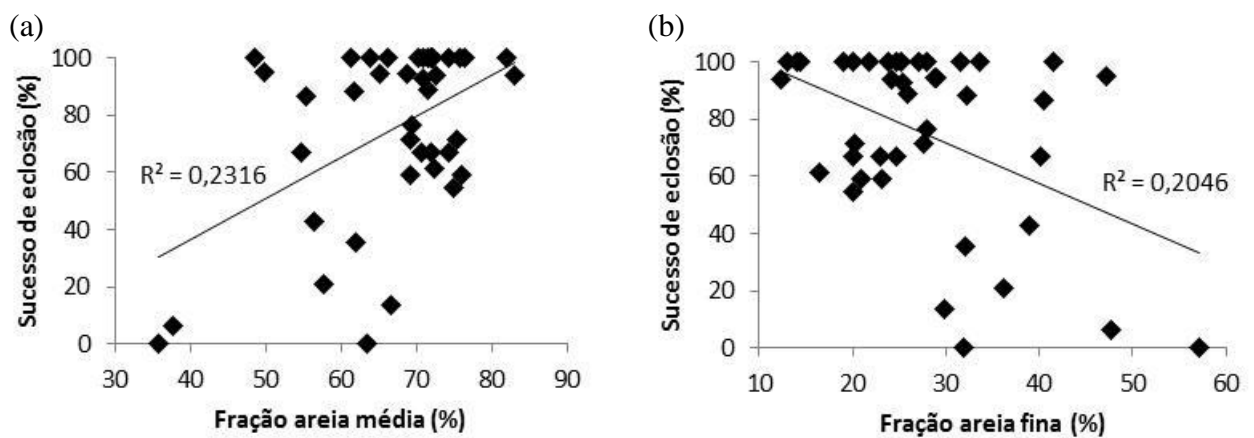 (a)
Sucesso de eclosão (%)
100
80
60
40
20
0
R² = 0,2316
30 40 50 60 70 80 90
Fração areia média (%)
(b)
Sucesso de eclosão (%)
100
80
60
40
20
0
R² = 0,2046
10 20 30 40 50 60
Fração areia fina (%)